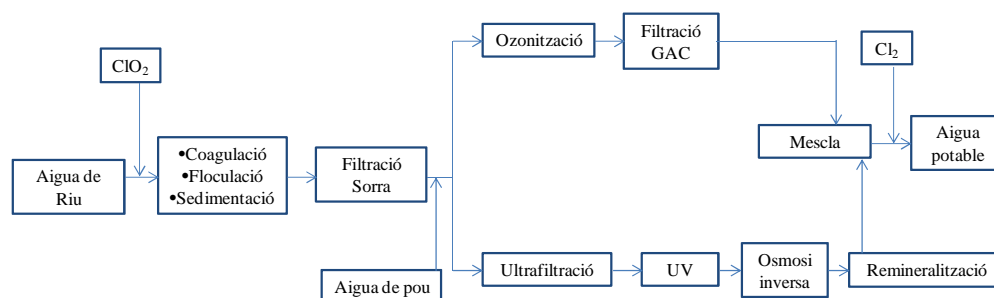 ClO₂
Aigua de
Riu
•Coagulació
•Floculació
•Sedimentació
Filtració
Sorra
Aigua de pou
Ozonització
Filtració
GAC
Ultrafiltració
UV
Osmosi
inversa
Remineralització
Mescla
Cl₂
Aigua
potable